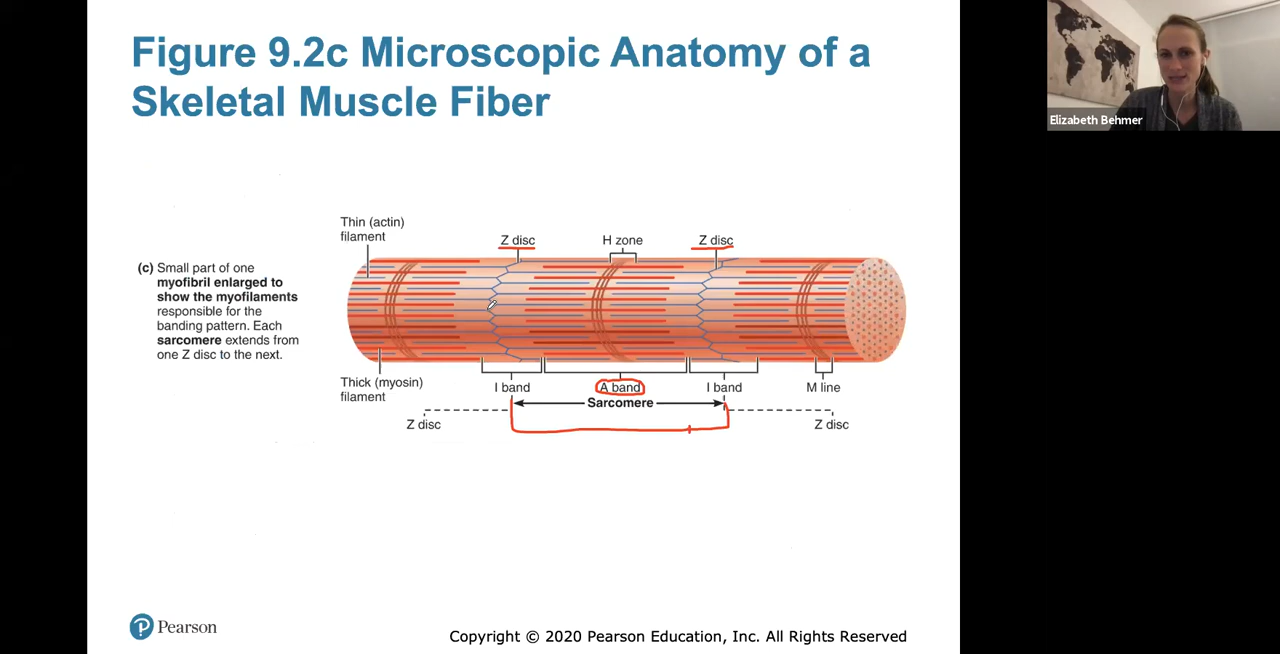 Figure 9.2c Microscopic Anatomy of a
Skeletal Muscle Fiber
Elizabeth Behmer
Thin (actin)
filament
Z disc
H zone
Z disc
(c) Small part of one
myofibril enlarged to
show the myofilaments
responsible for the
banding pattern. Each
sarcomere extends from
one Z disc to the next.
Thick (myosin)
filament
I band
A band
I band
M line
Sarcomere
Z disc
Z disc
Pearson
Copyright © 2020 Pearson Education, Inc. All Rights Reserved